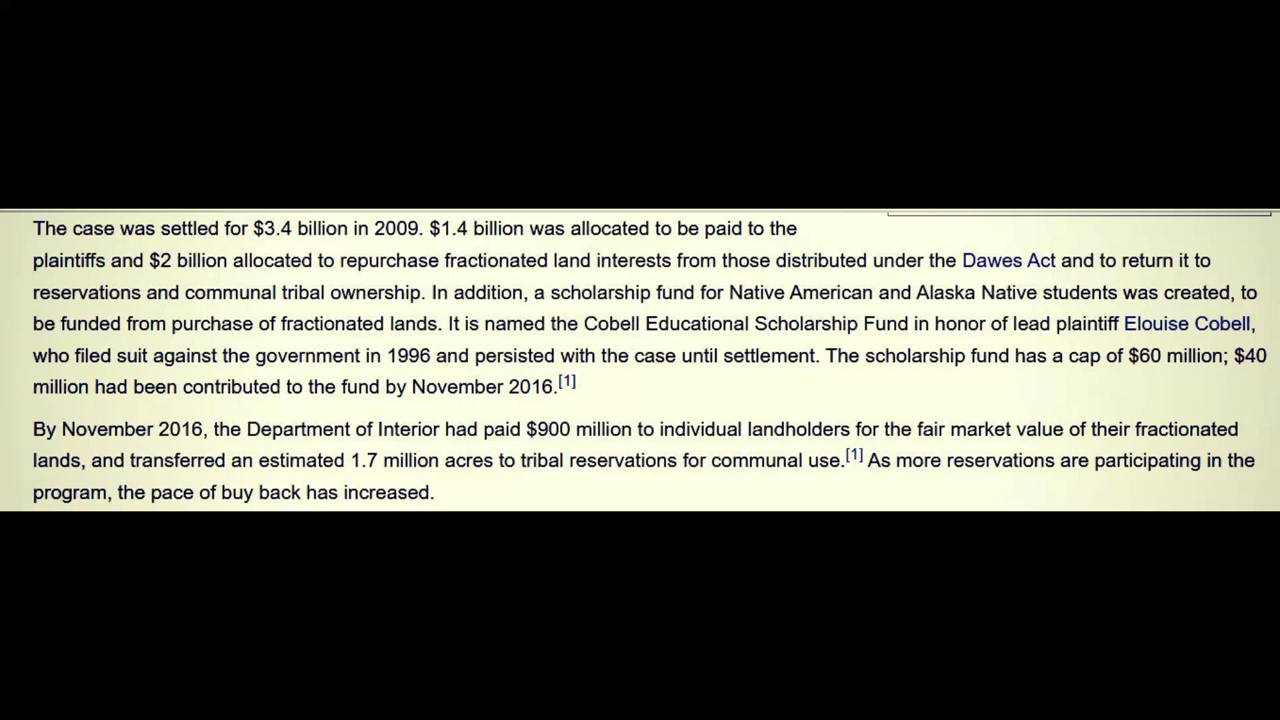 The case was settled for $3.4 billion in 2009. $1.4 billion was allocated to be paid to the
plaintiffs and $2 billion allocated to repurchase fractionated land interests from those distributed under the Dawes Act and to return it to
reservations and communal tribal ownership. In addition, a scholarship fund for Native American and Alaska Native students was created, to
be funded from purchase of fractionated lands. It is named the Cobell Educational Scholarship Fund in honor of lead plaintiff Elouise Cobell,
who filed suit against the government in 1996 and persisted with the case until settlement. The scholarship fund has a cap of $60 million; $40
million had been contributed to the fund by November 2016.[1]
By November 2016, the Department of Interior had paid $900 million to individual landholders for the fair market value of their fractionated
lands, and transferred an estimated 1.7 million acres to tribal reservations for communal use.[1] As more reservations are participating in the
program, the pace of buy back has increased.